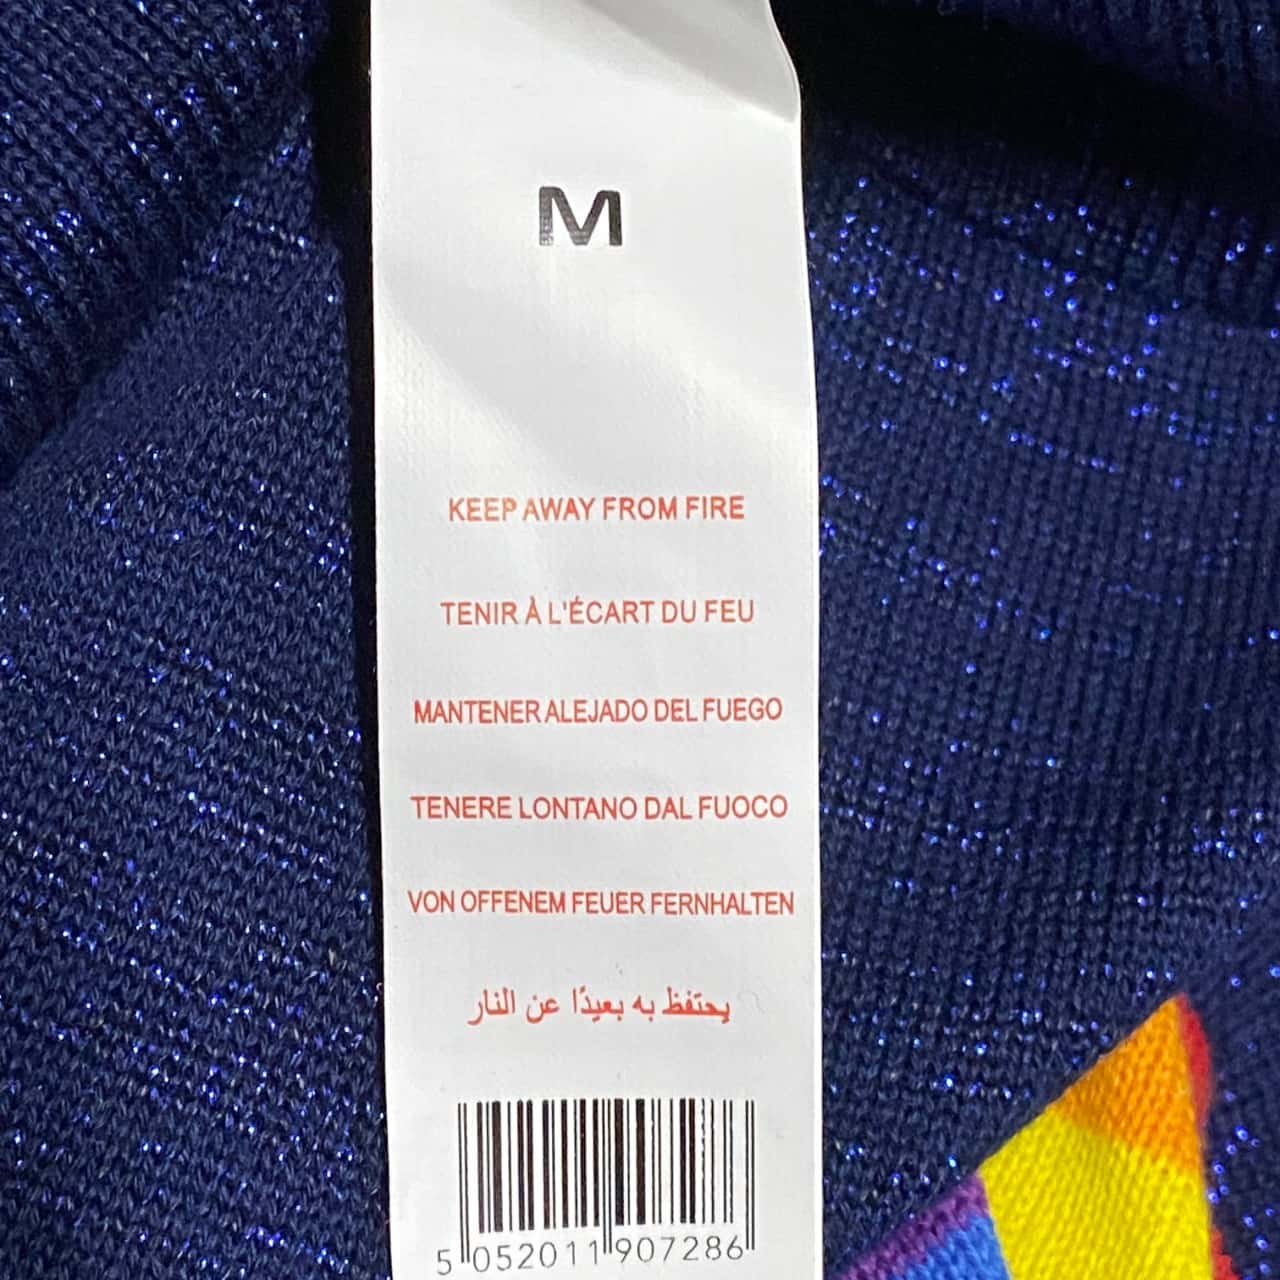 M
KEEP AWAY FROM FIRE
TENIR À L'ÉCART DU FEU
MANTENER ALEJADO DEL FUEGO
TENERE LONTANO DAL FUOCO
VON OFFENEM FEUER FERNHALTEN
يحتفظ به بعيدًا عن النار
5 052011 907286